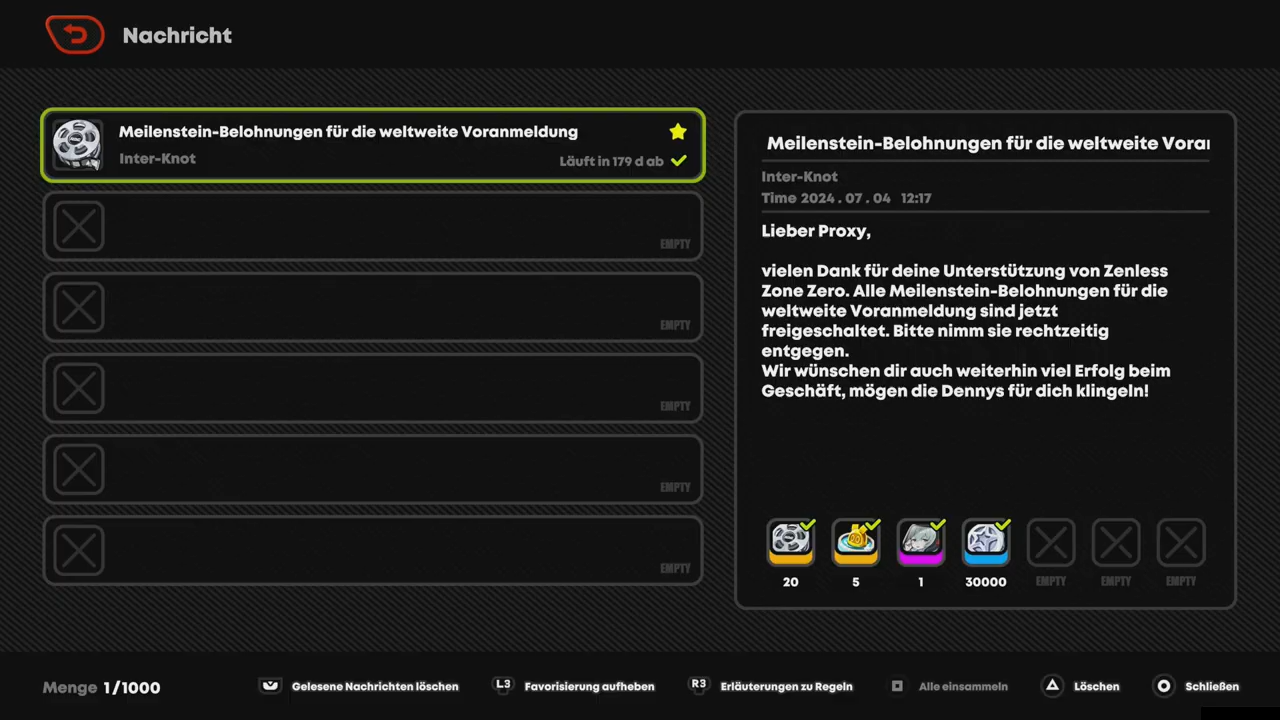 Nachricht
Meilenstein-Belohnungen für die weltweite Voranmeldung
Inter-Knot
Läuft in 179 d ab
EMPTY
EMPTY
EMPTY
EMPTY
EMPTY
Meilenstein-Belohnungen für die weltweite Voran
Inter-Knot
Time 2024 . 07 . 04 12:17
Lieber Proxy,
vielen Dank für deine Unterstützung von Zenless
Zone Zero. Alle Meilenstein-Belohnungen für die
weltweite Voranmeldung sind jetzt
freigeschaltet. Bitte nimm sie rechtzeitig
entgegen.
Wir wünschen dir auch weiterhin viel Erfolg beim
Geschäft, mögen die Dennys für dich klingeln!
20 5 1 30000 EMPTY EMPTY EMPTY
Menge 1/1000
Gelesene Nachrichten löschen
L3 Favorisierung aufheben
R3 Erläuterungen zu Regeln
Alle einsammeln
Löschen
Schließen